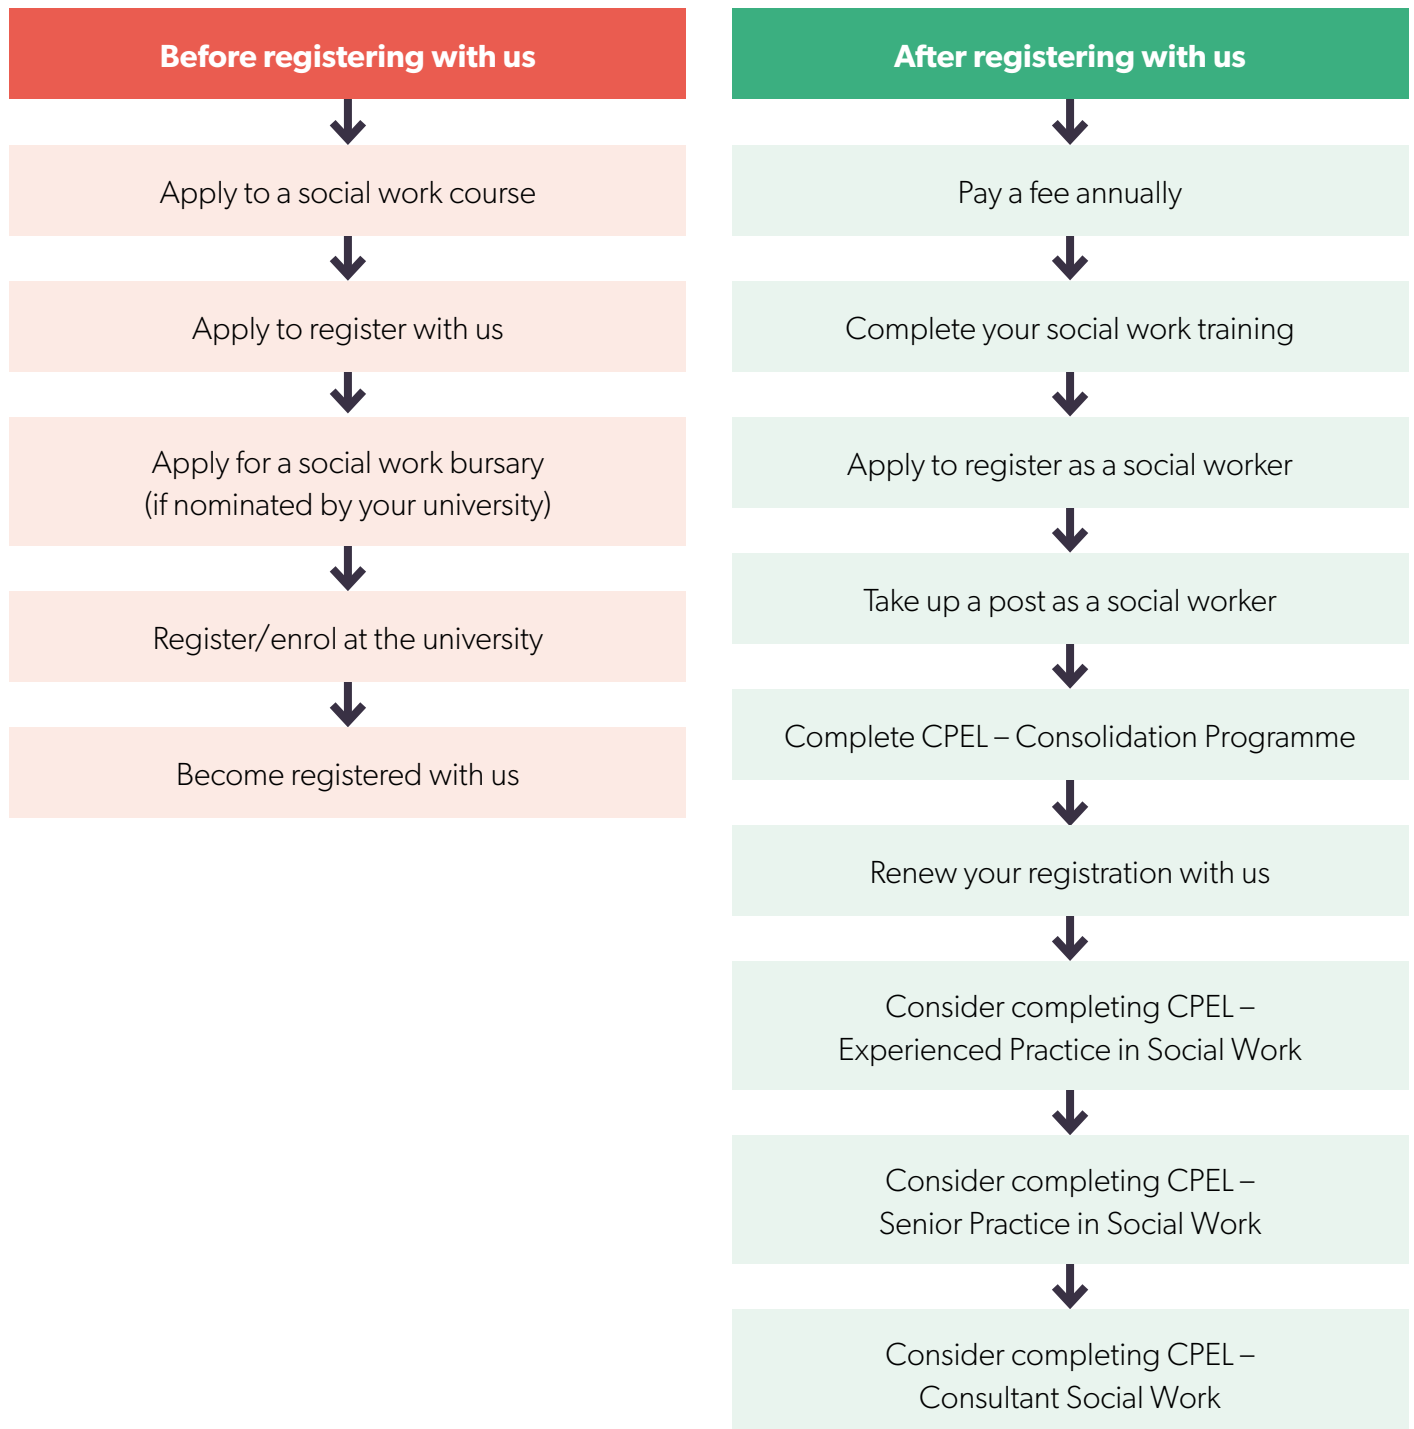 Before registering with us
Apply to a social work course
Apply to register with us
Apply for a social work bursary
(if nominated by your university)
Register/enrol at the university
Become registered with us
After registering with us
Pay a fee annually
Complete your social work training
Apply to register as a social worker
Take up a post as a social worker
Complete CPEL – Consolidation Programme
Renew your registration with us
Consider completing CPEL –
Experienced Practice in Social Work
Consider completing CPEL –
Senior Practice in Social Work
Consider completing CPEL –
Consultant Social Work